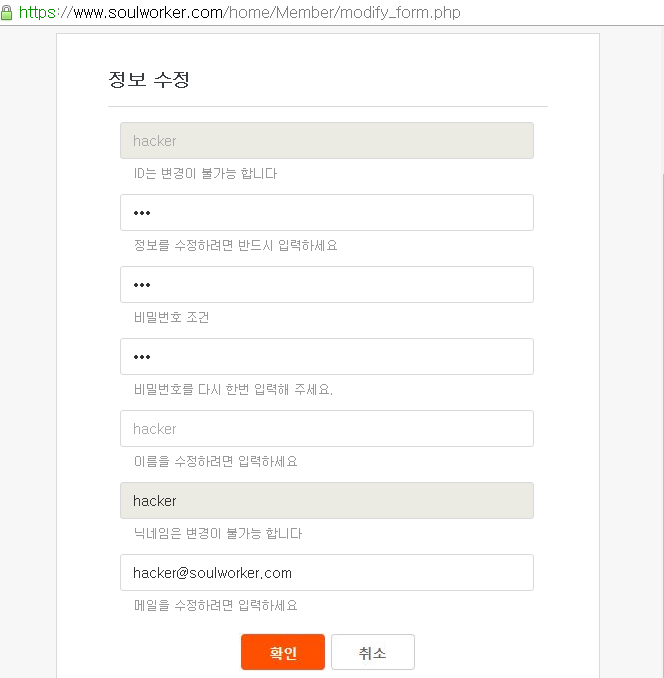 https://www.soulworker.com/home/Member/modify_form.php
정보 수정
hacker
ID는 변경이 불가능 합니다
•••
정보를 수정하려면 반드시 입력하세요
•••
비밀번호 조건
•••
비밀번호를 다시 한번 입력해 주세요.
hacker
이름을 수정하려면 입력하세요
hacker
닉네임은 변경이 불가능 합니다
hacker@soulworker.com
메일을 수정하려면 입력하세요
확인 취소